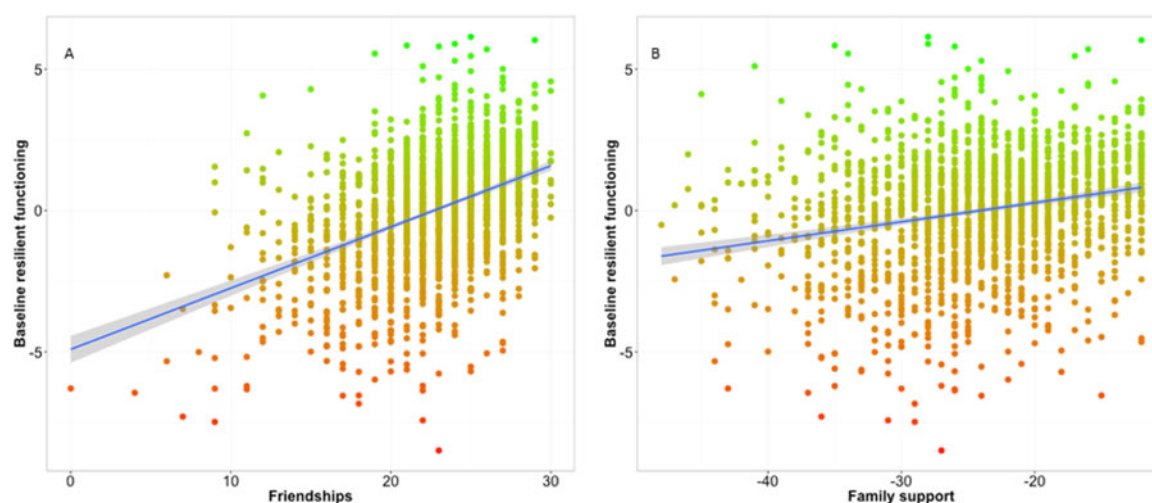 A
Baseline resilient functioning
5
0
-5
0
10
20
30
Friendships
B
Baseline resilient functioning
5
0
-5
-40
-30
-20
Family support